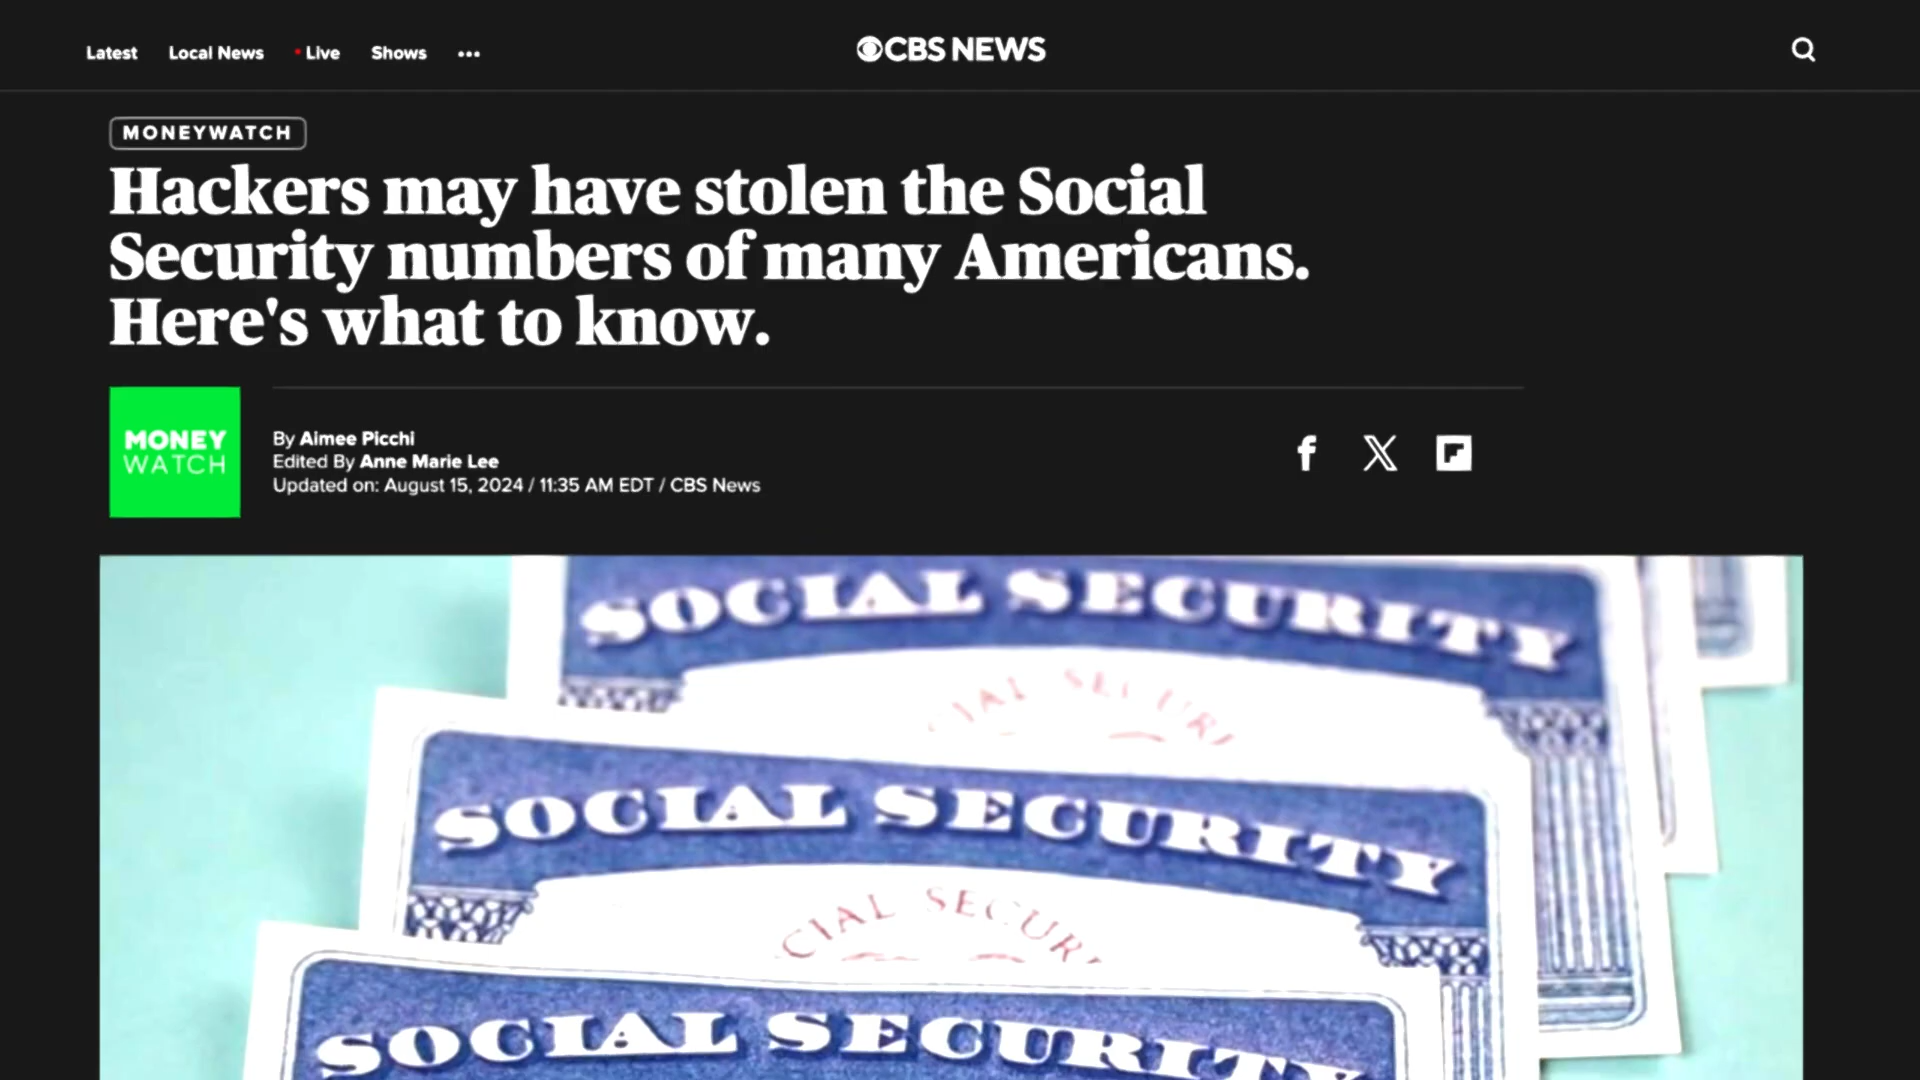 Latest Local News Live Shows
CBS NEWS
MONEYWATCH
Hackers may have stolen the Social
Security numbers of many Americans.
Here's what to know.
MONEY
WATCH
By Aimee Picchi
Edited By Anne Marie Lee
Updated on: August 15, 2024 / 11:35 AM EDT / CBS News
SOCIAL SECURITY
SOCIAL SECURITY
SOCIAL SECURITY